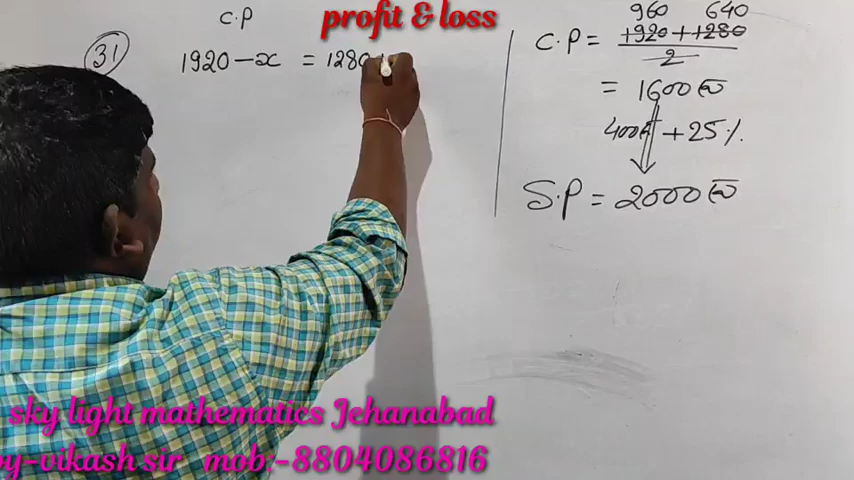 profit & loss
C.P
31
1920 - x = 1280
960 640
C.P = 1920 + 1280
2
= 1600 रु
400रु + 25 %.
S.P = 2000 रु
sky light mathematics Jehanabad
by-vikash sir mob:-8804086816